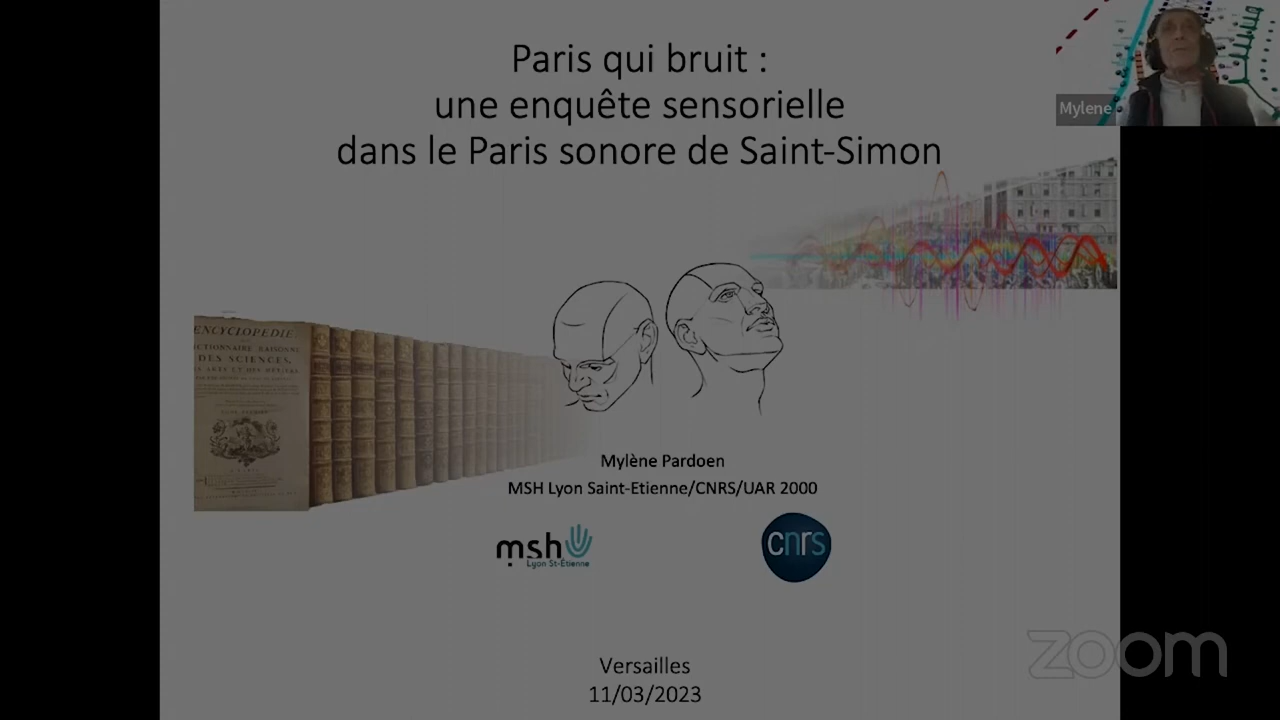 Paris qui bruit :
une enquête sensorielle
dans le Paris sonore de Saint-Simon
Mylene
ENCYCLOPEDIE
DES SCIENCES,
Mylène Pardoen
MSH Lyon Saint-Etienne/CNRS/UAR 2000
msh
Lyon St-Étienne
cnrs
zoom
Versailles
11/03/2023